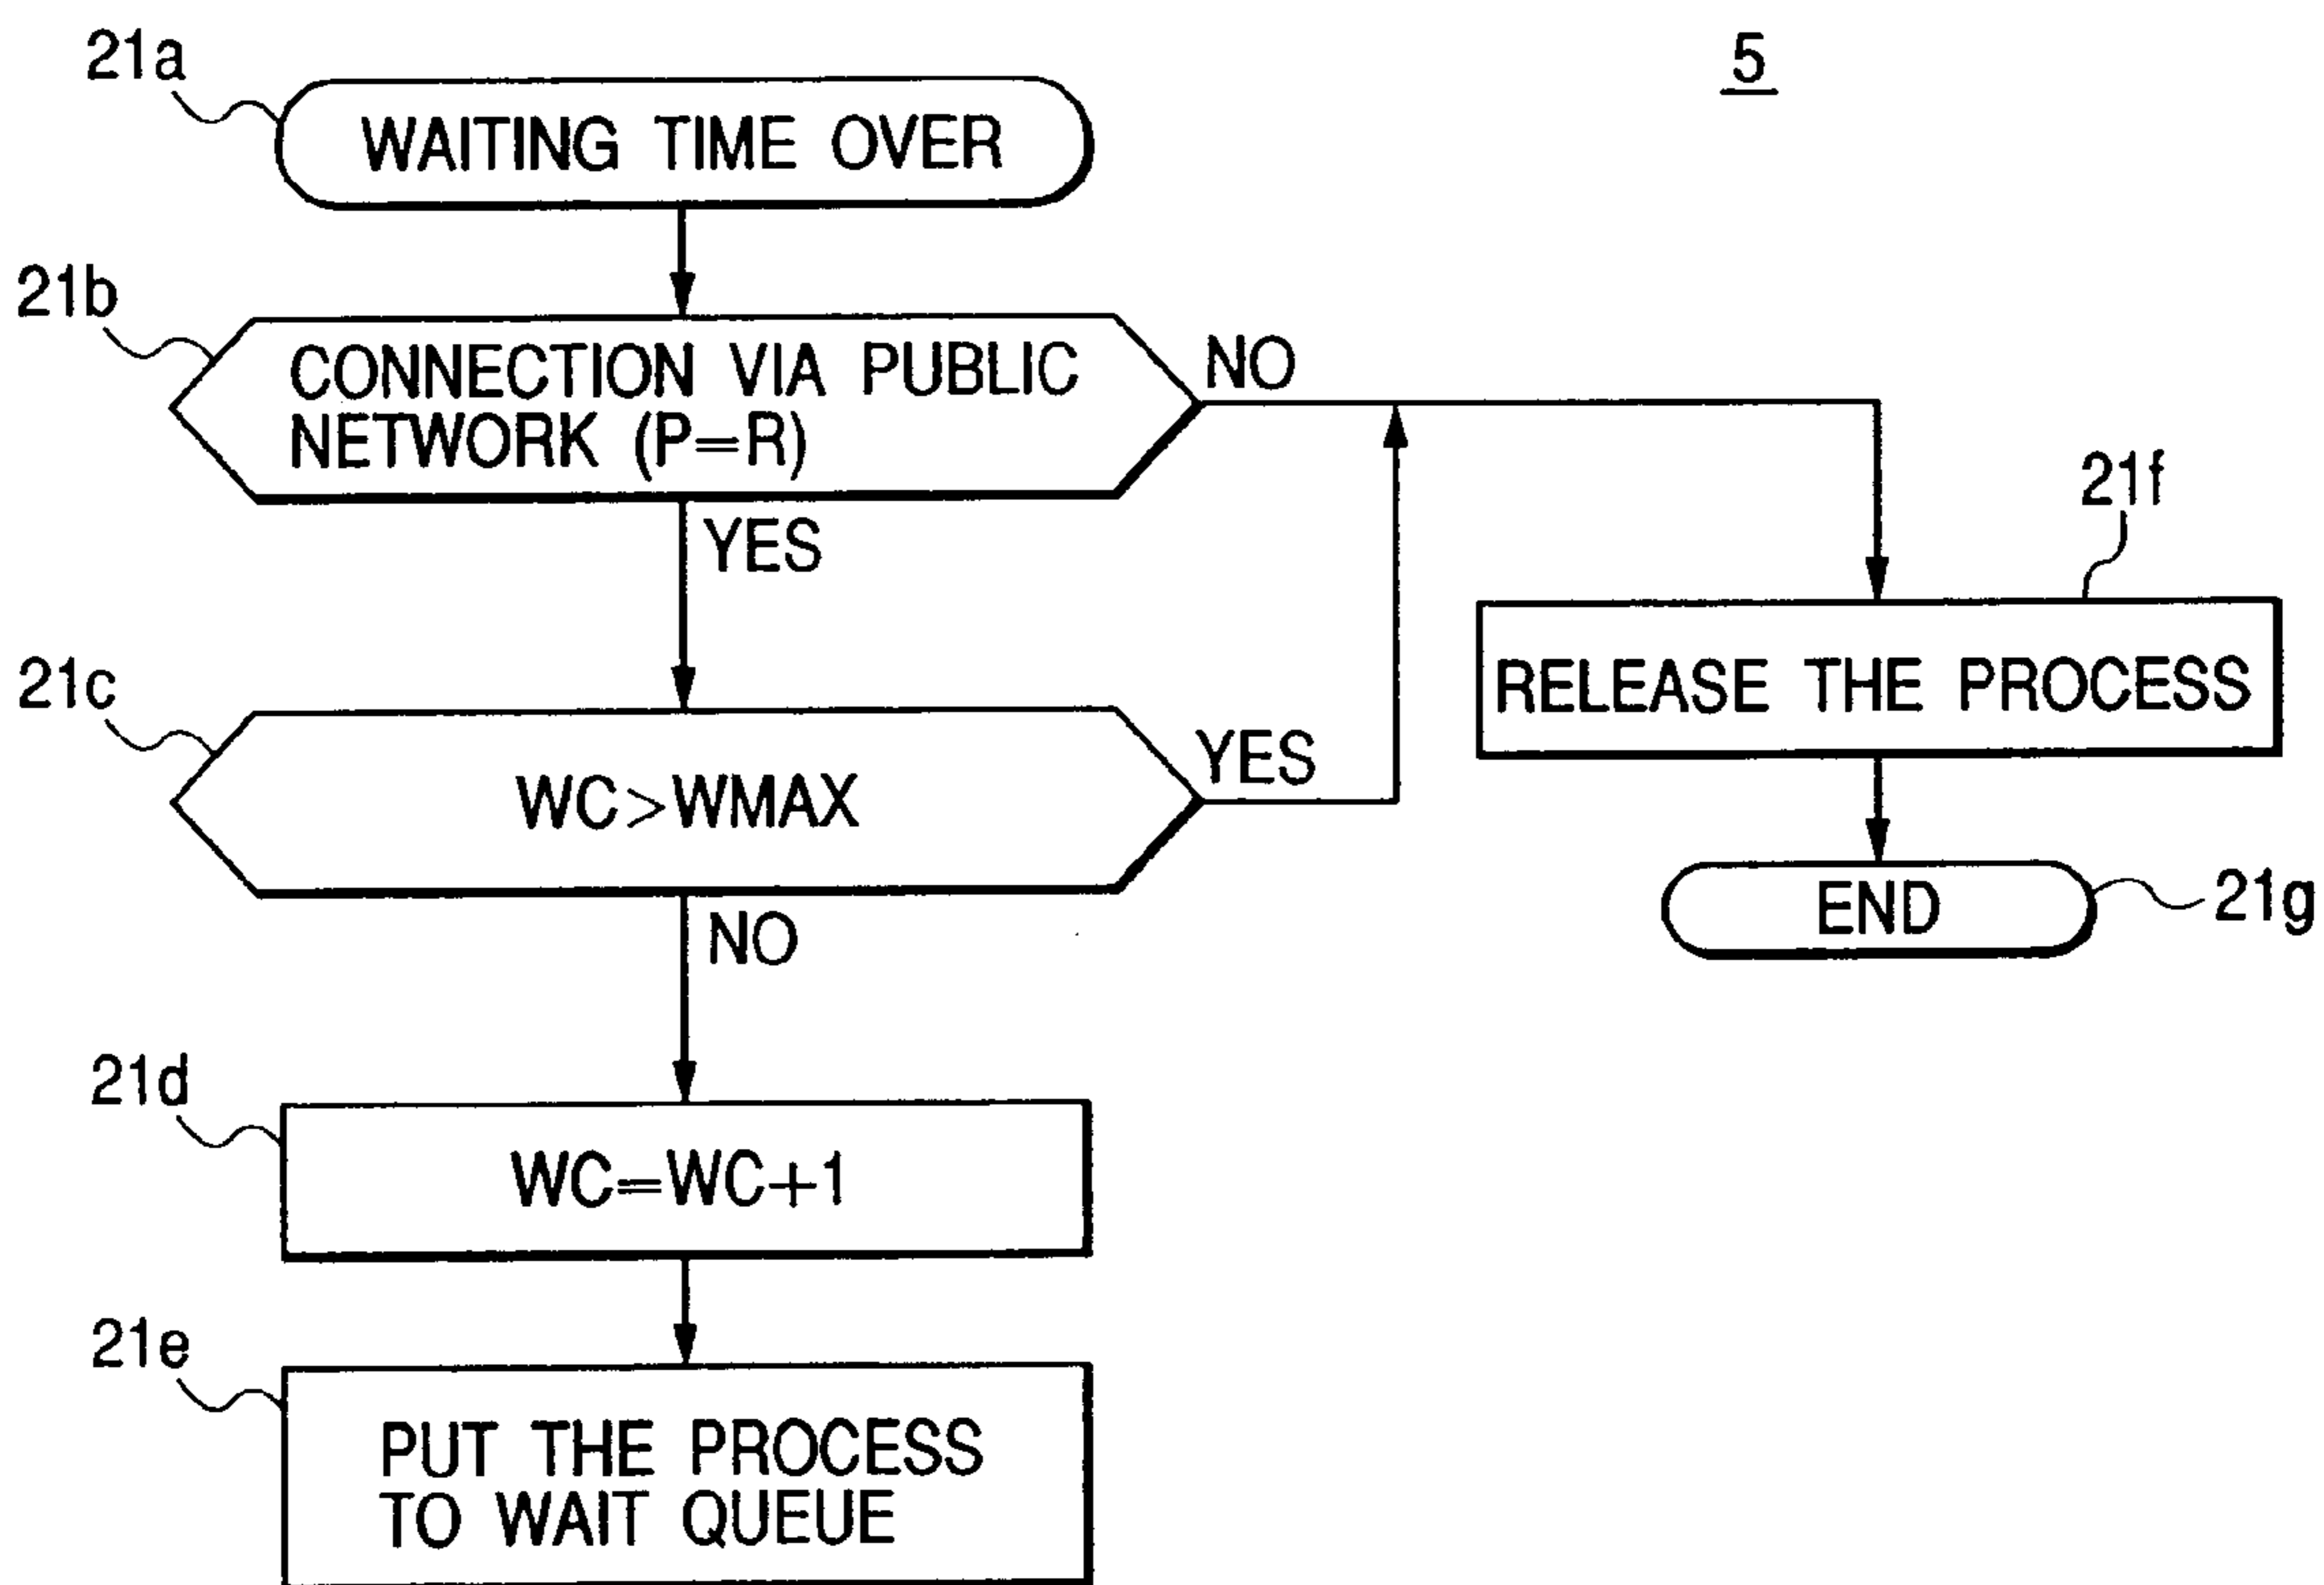 21a
5
WAITING TIME OVER
21b
CONNECTION VIA PUBLIC
NETWORK (P=R)
NO
YES
21f
21c
WC>WMAX
YES
RELEASE THE PROCESS
NO
END
21g
21d
WC=WC+1
21e
PUT THE PROCESS
TO WAIT QUEUE